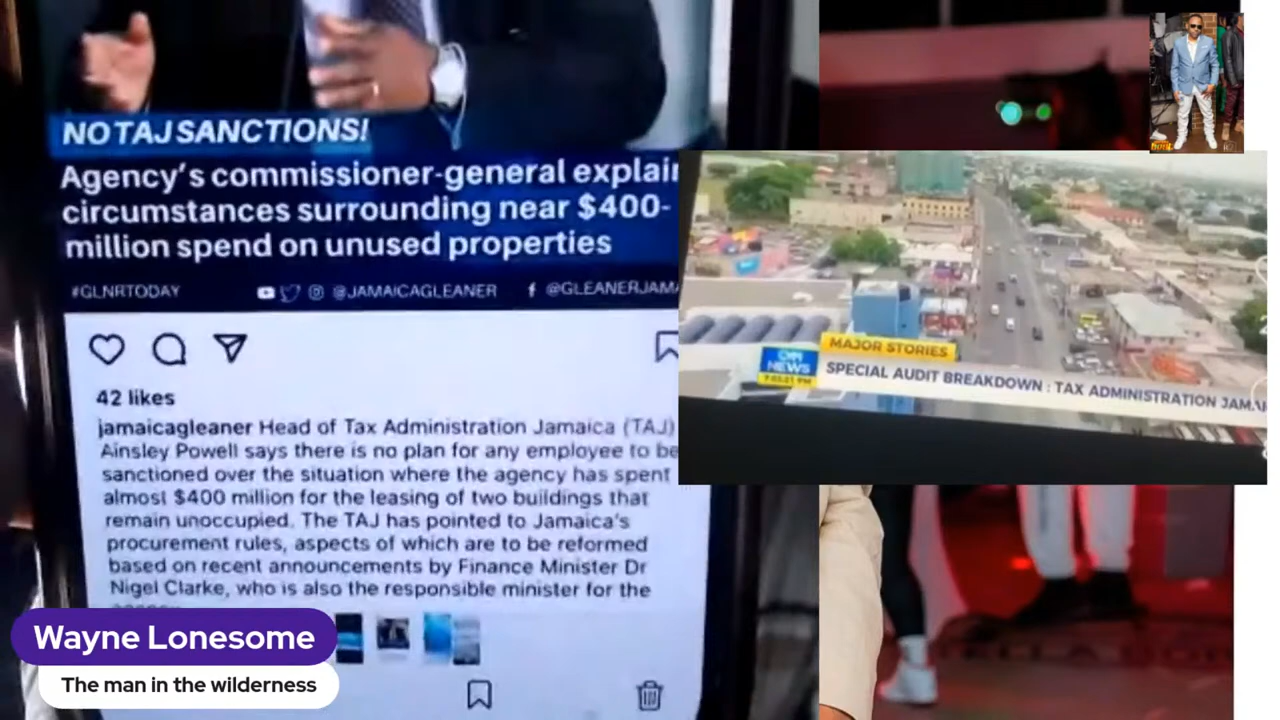 NO TAJ SANCTIONS!
Agency's commissioner-general explain
circumstances surrounding near $400-
million spend on unused properties
#GLNRTODAY
@JAMAICAGLEANER
@GLEANERJAMA
42 likes
jamaicagleaner Head of Tax Administration Jamaica (TAJ)
Ainsley Powell says there is no plan for any employee to be
sanctioned over the situation where the agency has spent
almost $400 million for the leasing of two buildings that
remain unoccupied. The TAJ has pointed to Jamaica's
procurement rules, aspects of which are to be reformed
based on recent announcements by Finance Minister Dr
Nigel Clarke, who is also the responsible minister for the
MAJOR STORIES
NEWS
SPECIAL AUDIT BREAKDOWN : TAX ADMINISTRATION JAMAI
Wayne Lonesome
The man in the wilderness